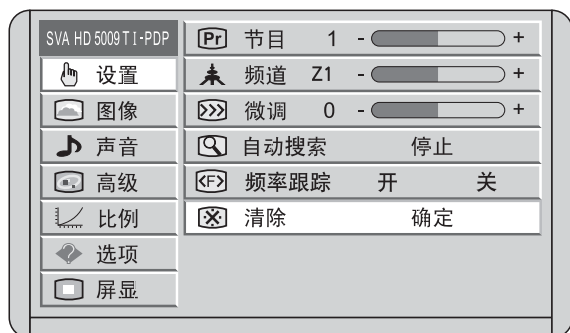 SVA HD 5009 T I-PDP
设置
图像
声音
高级
比例
选项
屏显
Pr 节目 1 - +
频道 Z1 - +
>>> 微调 0 - +
自动搜索 停止
<F> 频率跟踪 开 关
清除 确定